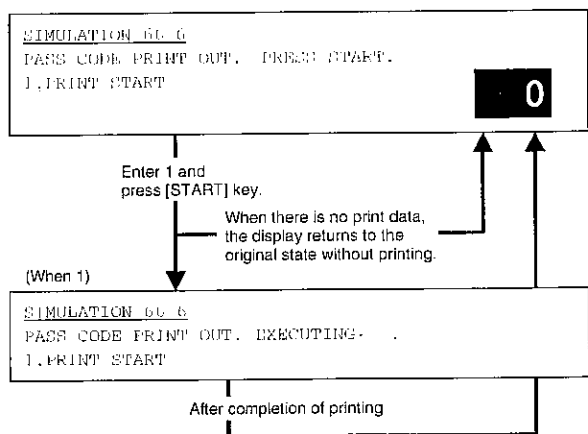 SIMULATION 66 6
PASS CODE PRINT OUT. PRESS START.
1.PRINT START
0
Enter 1 and
press [START] key.
When there is no print data,
the display returns to the
original state without printing.
(When 1)
SIMULATION 66 6
PASS CODE PRINT OUT. EXECUTING. .
1.PRINT START
After completion of printing